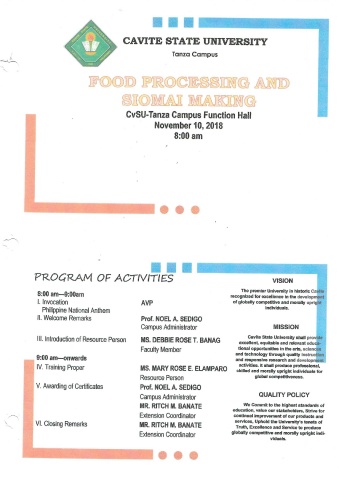 CAVITE STATE UNIVERSITY
Tanza Campus
FOOD PROCESSING AND
SIOMAI MAKING
CvSU-Tanza Campus Function Hall
November 10, 2018
8:00 am
PROGRAM OF ACTIVITIES
8:00 am—9:00am
I. Invocation AVP
Philippine National Anthem
II. Welcome Remarks Prof. NOEL A. SEDIGO
Campus Administrator
III. Introduction of Resource Person MS. DEBBIE ROSE T. BANAG
Faculty Member
9:00 am—onwards
IV. Training Proper MS. MARY ROSE E. ELAMPARO
Resource Person
V. Awarding of Certificates Prof. NOEL A. SEDIGO
Campus Administrator
MR. RITCH M. BANATE
Extension Coordinator
VI. Closing Remarks MR. RITCH M. BANATE
Extension Coordinator
VISION
The premier University in historic Cavite
recognized for excellence in the development
of globally competitive and morally upright
individuals.
MISSION
Cavite State University shall provide
excellent, equitable and relevant educa-
tional opportunities in the arts, sciences
and technology through quality instruction
and responsive research and development
activities. It shall produce professional,
skilled and morally upright individuals for
global competitiveness.
QUALITY POLICY
We Commit to the highest standards of
education, value our stakeholders, Strive for
continual improvement of our products and
services, Uphold the University's tenets of
Truth, Excellence and Service to produce
globally competitive and morally upright indi-
viduals.